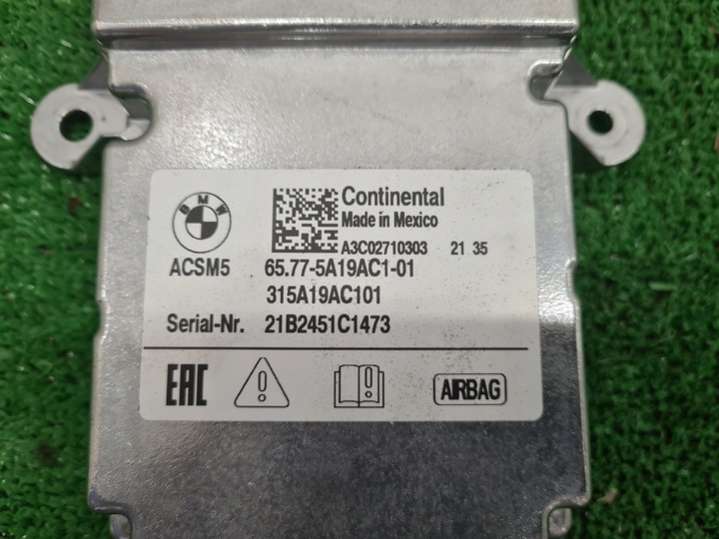 BMW
Continental
Made in Mexico
A3C02710303 21 35
ACSM5 65.77-5A19AC1-01
315A19AC101
Serial-Nr. 21B2451C1473
EAC ! ! AIRBAG